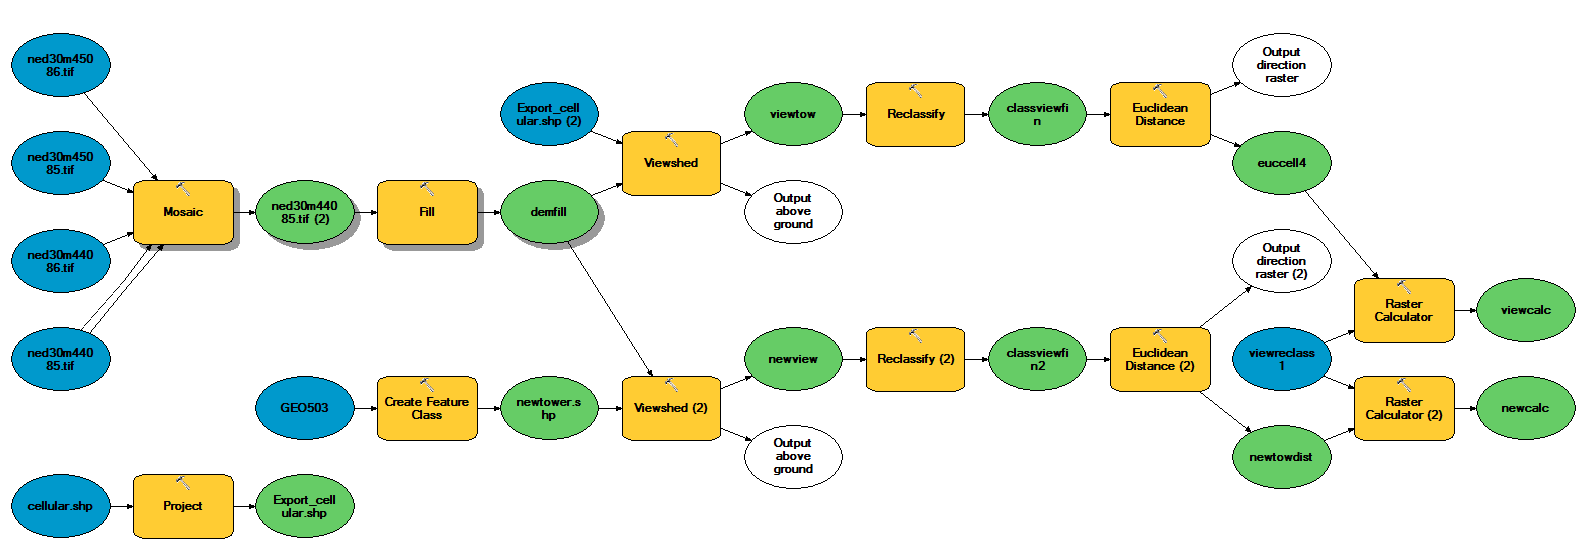 ned30m450
86.tif
ned30m450
85.tif
ned30m440
86.tif
ned30m440
85.tif
Mosaic
ned30m440
85.tif (2)
Fill
demfill
Export_cell
ular.shp (2)
Viewshed
viewtow
Output
above
ground
Reclassify
classviewfi
n
Euclidean
Distance
Output
direction
raster
euccell4
GEO503
Create Feature
Class
newtower.s
hp
Viewshed (2)
newview
Output
above
ground
Reclassify (2)
classviewfi
n2
Euclidean
Distance (2)
Output
direction
raster (2)
newtowdist
viewreclass
1
Raster
Calculator
viewcalc
Raster
Calculator (2)
newcalc
cellular.shp
Project
Export_cell
ular.shp